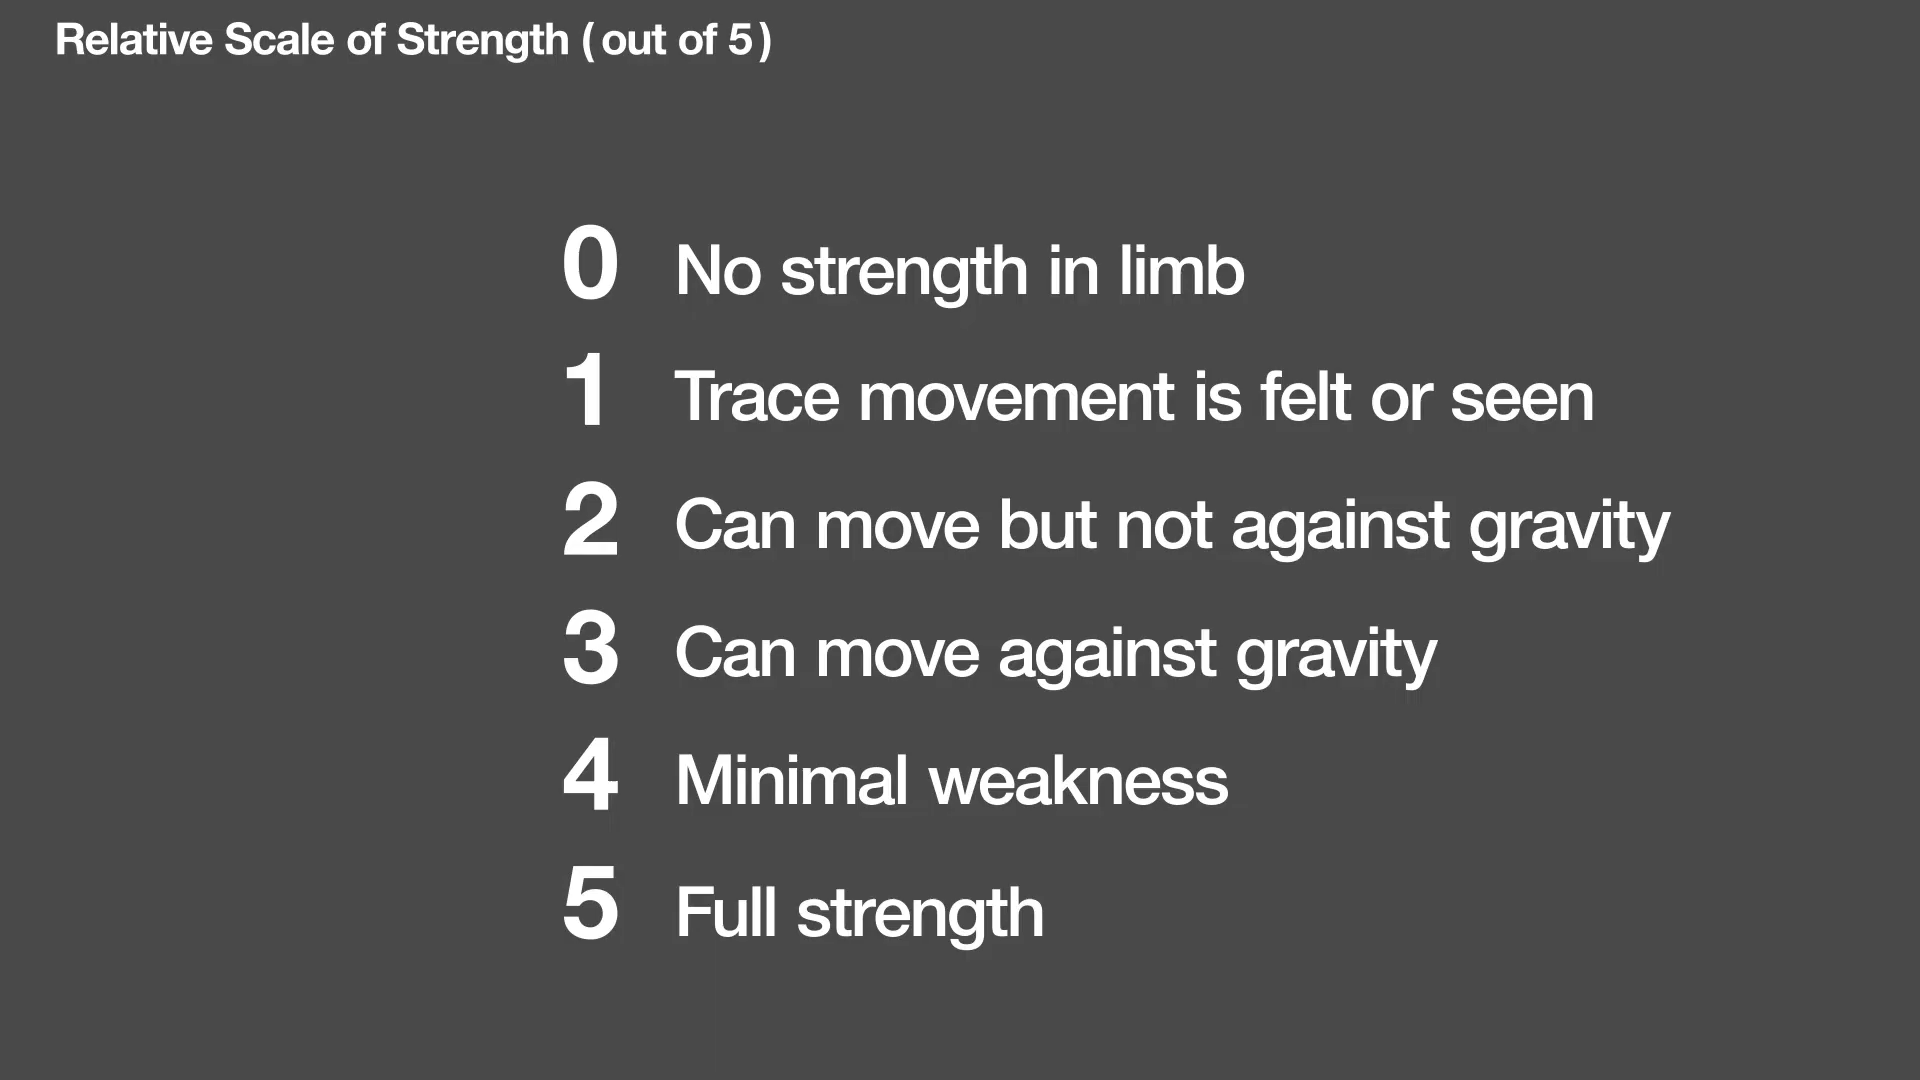 Relative Scale of Strength (out of 5)
0 No strength in limb
1 Trace movement is felt or seen
2 Can move but not against gravity
3 Can move against gravity
4 Minimal weakness
5 Full strength